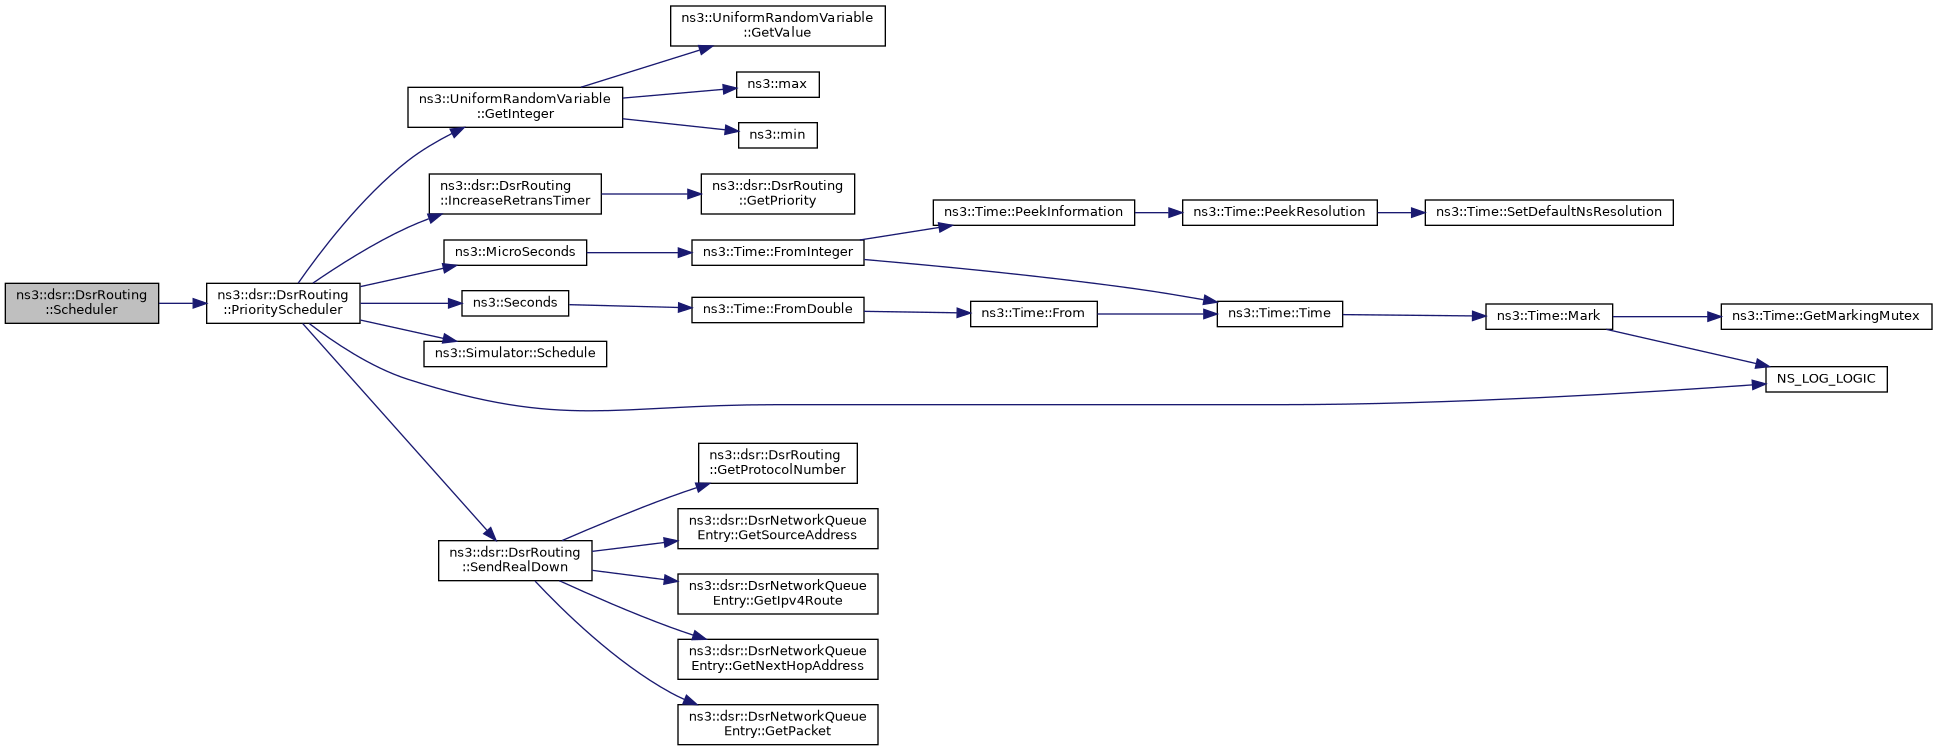 ns3::UniformRandomVariable
::GetValue
ns3::max
ns3::UniformRandomVariable
::GetInteger
ns3::min
ns3::dsr::DsrRouting
::IncreaseRetransTimer
ns3::dsr::DsrRouting
::GetPriority
ns3::Time::PeekInformation
ns3::Time::PeekResolution
ns3::Time::SetDefaultNsResolution
ns3::MicroSeconds
ns3::Time::FromInteger
ns3::dsr::DsrRouting
::Scheduler
ns3::dsr::DsrRouting
::PriorityScheduler
ns3::Seconds
ns3::Time::FromDouble
ns3::Time::From
ns3::Time::Time
ns3::Time::Mark
ns3::Time::GetMarkingMutex
ns3::Simulator::Schedule
NS_LOG_LOGIC
ns3::dsr::DsrRouting
::GetProtocolNumber
ns3::dsr::DsrNetworkQueue
Entry::GetSourceAddress
ns3::dsr::DsrRouting
::SendRealDown
ns3::dsr::DsrNetworkQueue
Entry::GetIpv4Route
ns3::dsr::DsrNetworkQueue
Entry::GetNextHopAddress
ns3::dsr::DsrNetworkQueue
Entry::GetPacket